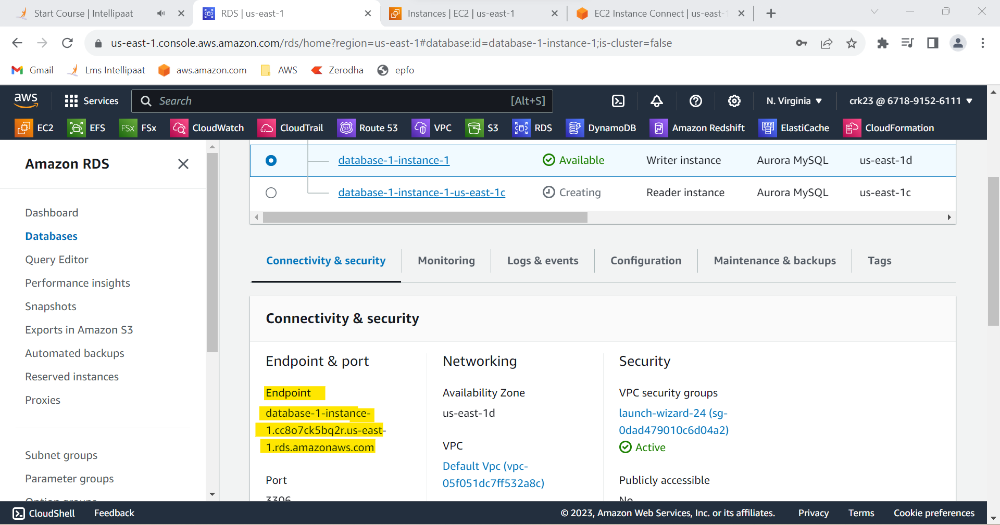 Start Course | Intellipaat
RDS | us-east-1
Instances | EC2 | us-east-1
EC2 Instance Connect | us-east-1
us-east-1.console.aws.amazon.com/rds/home?region=us-east-1#database:id=database-1-instance-1;is-cluster=false
Gmail
Lms Intellipaat
aws.amazon.com
AWS
Zerodha
epfo
aws
Services
Search
[Alt+S]
N. Virginia
crk23 @ 6718-9152-6111
EC2
EFS
FSx
FSx
CloudWatch
CloudTrail
53
Route 53
VPC
S3
RDS
DynamoDB
Amazon Redshift
ElastiCache
CloudFormation
Amazon RDS
Dashboard
Databases
Query Editor
Performance insights
Snapshots
Exports in Amazon S3
Automated backups
Reserved instances
Proxies
Subnet groups
Parameter groups
Option groups
database-1-instance-1 Available Writer instance Aurora MySQL us-east-1d
database-1-instance-1-us-east-1c Creating Reader instance Aurora MySQL us-east-1c
Connectivity & security
Monitoring
Logs & events
Configuration
Maintenance & backups
Tags
Connectivity & security
Endpoint & port
Endpoint
database-1-instance-
1.cc8o7ck5bq2r.us-east-
1.rds.amazonaws.com
Port
3306
Networking
Availability Zone
us-east-1d
VPC
Default Vpc (vpc-
05f051dc7ff532a8c)
Security
VPC security groups
launch-wizard-24 (sg-
0dad479010c6d04a2)
Active
Publicly accessible
No
CloudShell
Feedback
© 2023, Amazon Web Services, Inc. or its affiliates.
Privacy
Terms
Cookie preferences